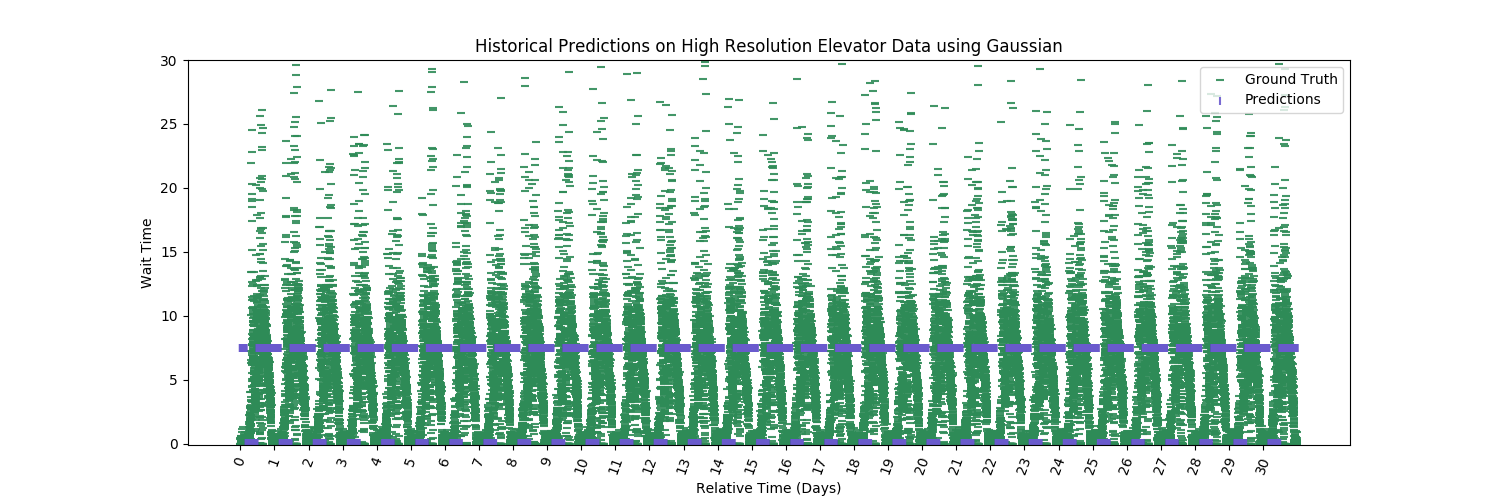 Historical Predictions on High Resolution Elevator Data using Gaussian
30
25
20
15
10
5
0
Wait Time
Ground Truth
Predictions
0 1 2 3 4 5 6 7 8 9 10 11 12 13 14 15 16 17 18 19 20 21 22 23 24 25 26 27 28 29 30
Relative Time (Days)